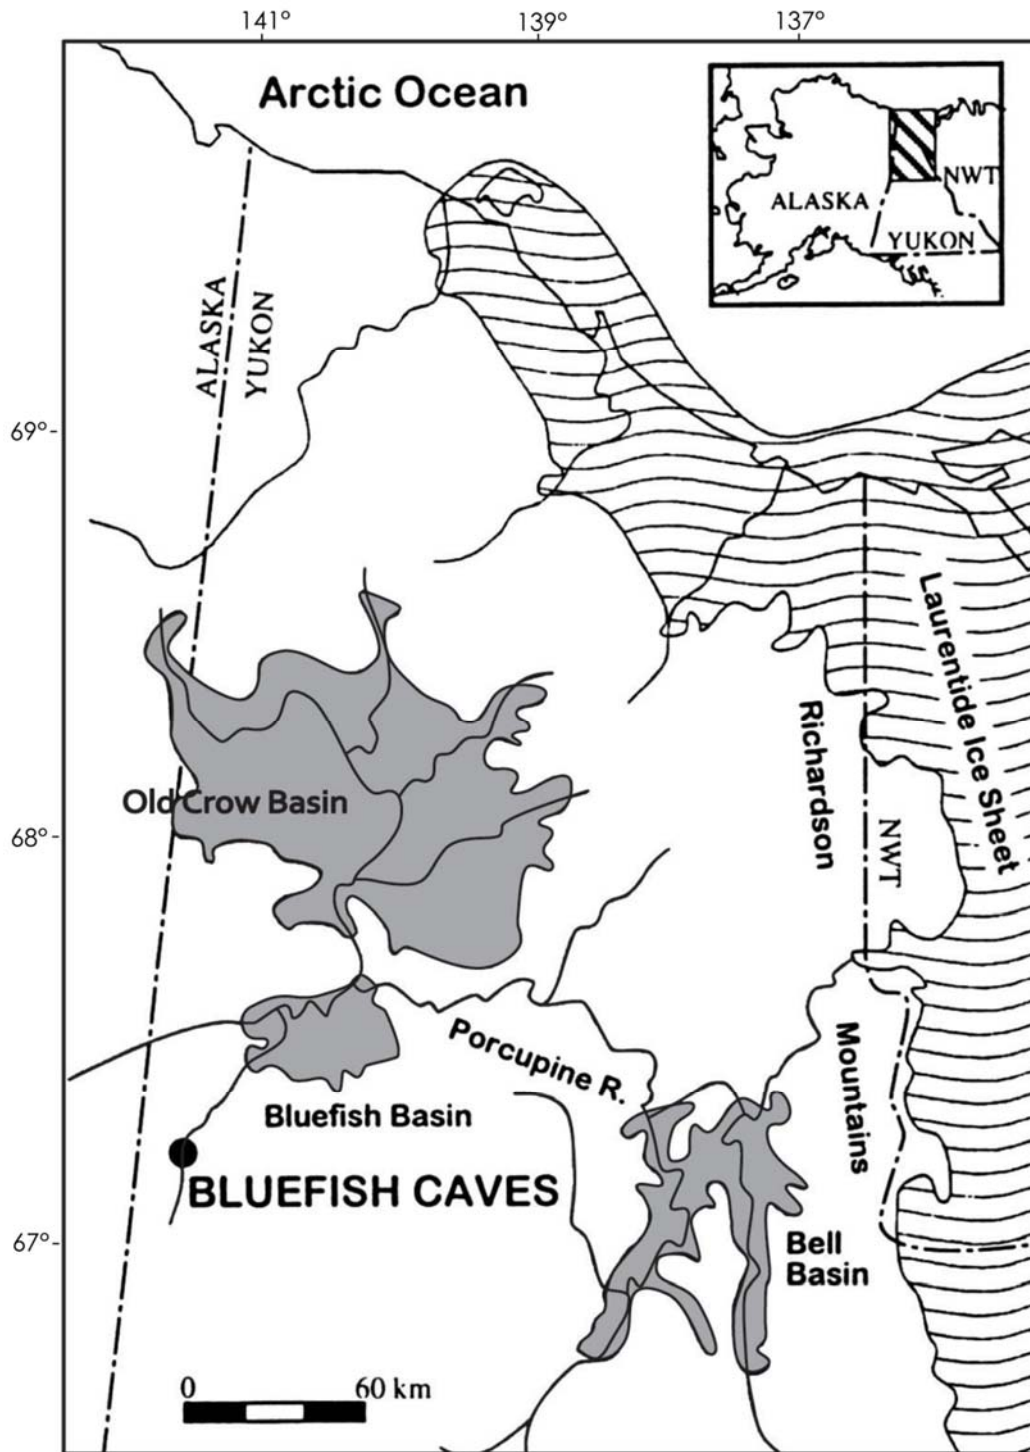 141° 139° 137°
Arctic Ocean
ALASKA
NWT
YUKON
ALASKA
YUKON
69°
Laurentide Ice Sheet
Richardson
Old Crow Basin
68°
NWT
Porcupine R.
Mountains
Bluefish Basin
BLUEFISH CAVES
67°
Bell
Basin
0 60 km